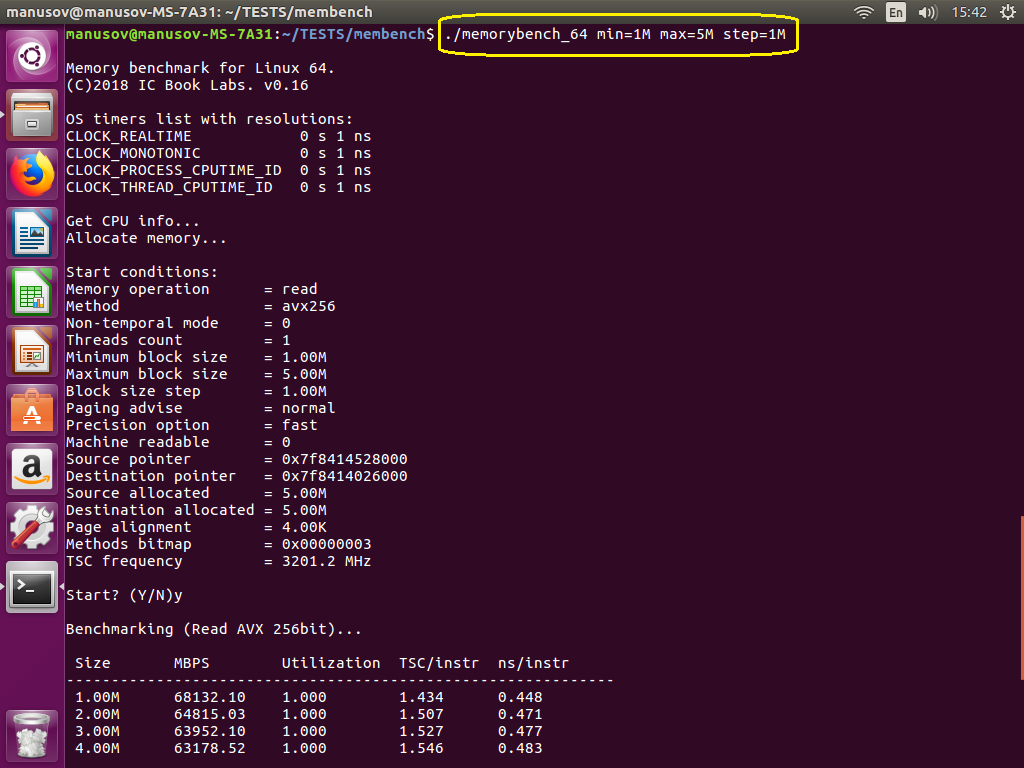 manusov@manusov-MS-7A31: ~/TESTS/membench
En
15:42
manusov@manusov-MS-7A31:~/TESTS/membench$ ./memorybench_64 min=1M max=5M step=1M
Memory benchmark for Linux 64.
(C)2018 IC Book Labs. v0.16
OS timers list with resolutions:
CLOCK_REALTIME            0 s 1 ns
CLOCK_MONOTONIC           0 s 1 ns
CLOCK_PROCESS_CPUTIME_ID  0 s 1 ns
CLOCK_THREAD_CPUTIME_ID   0 s 1 ns
Get CPU info...
Allocate memory...
Start conditions:
Memory operation      = read
Method                = avx256
Non-temporal mode     = 0
Threads count         = 1
Minimum block size    = 1.00M
Maximum block size    = 5.00M
Block size step       = 1.00M
Paging advise         = normal
Precision option      = fast
Machine readable      = 0
Source pointer        = 0x7f8414528000
Destination pointer   = 0x7f8414026000
Source allocated      = 5.00M
Destination allocated = 5.00M
Page alignment        = 4.00K
Methods bitmap        = 0x00000003
TSC frequency         = 3201.2 MHz
Start? (Y/N)y
Benchmarking (Read AVX 256bit)...
Size       MBPS        Utilization  TSC/instr  ns/instr
-------------------------------------------------------------
1.00M      68132.10    1.000        1.434      0.448
2.00M      64815.03    1.000        1.507      0.471
3.00M      63952.10    1.000        1.527      0.477
4.00M      63178.52    1.000        1.546      0.483